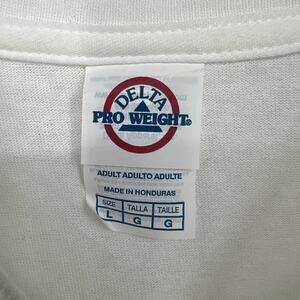 DELTA
PRO WEIGHT®
ADULT ADULTO ADULTE
MADE IN HONDURAS
SIZE TALLA TAILLE
L G G